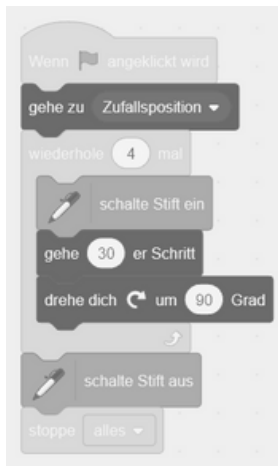 Wenn angeklickt wird
gehe zu Zufallsposition
wiederhole 4 mal
schalte Stift ein
gehe 30 er Schritt
drehe dich um 90 Grad
schalte Stift aus
stoppe alles